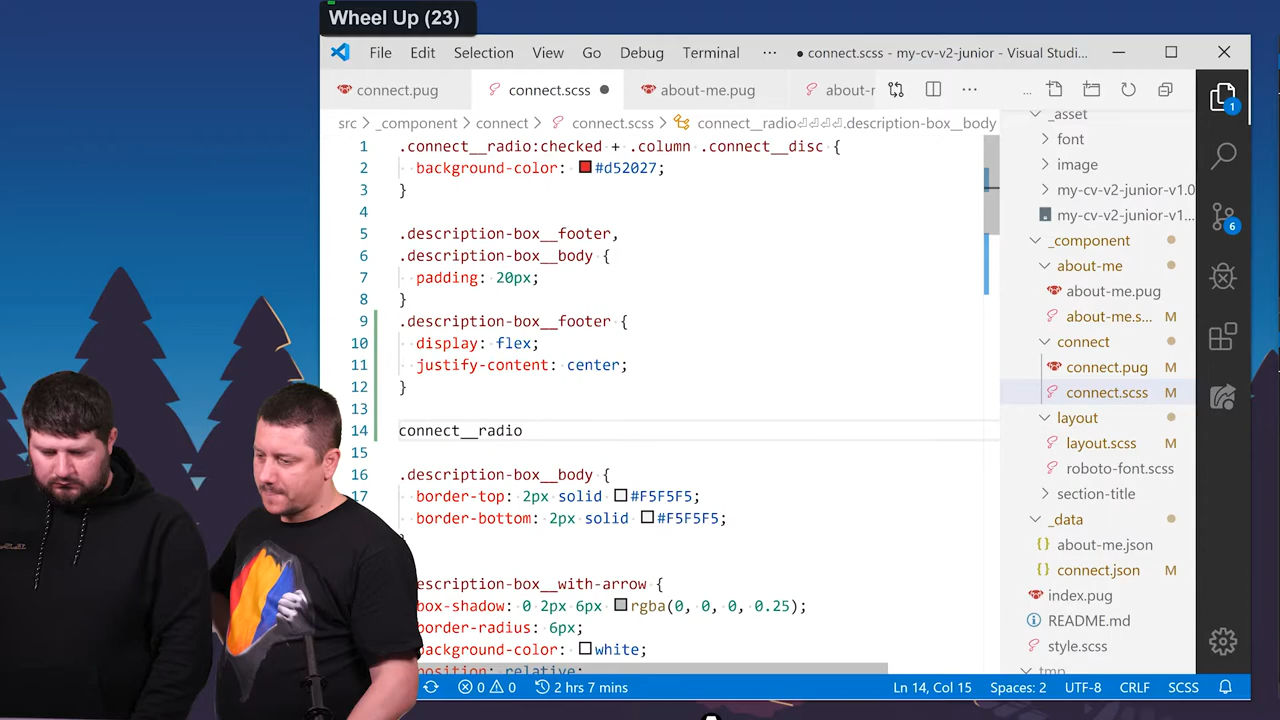 Wheel Up (23)
File Edit Selection View Go Debug Terminal ··· ● connect.scss - my-cv-v2-junior - Visual Studi...
connect.pug connect.scss ● about-me.pug about-r ...
src > _component > connect > connect.scss > connect__radio⏎⏎⏎⏎.description-box__body
1 .connect__radio:checked + .column .connect__disc {
2 background-color: #d52027;
3 }
4
5 .description-box__footer,
6 .description-box__body {
7 padding: 20px;
8 }
9 .description-box__footer {
10 display: flex;
11 justify-content: center;
12 }
13
14 connect__radio
15
16 .description-box__body {
17 border-top: 2px solid #F5F5F5;
border-bottom: 2px solid #F5F5F5;
escription-box__with-arrow {
box-shadow: 0 2px 6px rgba(0, 0, 0, 0.25);
border-radius: 6px;
background-color: white;
position: relative;
_asset
font
image
my-cv-v2-junior-v1.0
my-cv-v2-junior-v1...
_component
about-me
about-me.pug
about-me.s... M
connect
connect.pug M
connect.scss M
layout
layout.scss M
roboto-font.scss
section-title
_data
about-me.json
connect.json M
index.pug
README.md
style.scss
tmp
1
6
0 0 2 hrs 7 mins Ln 14, Col 15 Spaces: 2 UTF-8 CRLF SCSS